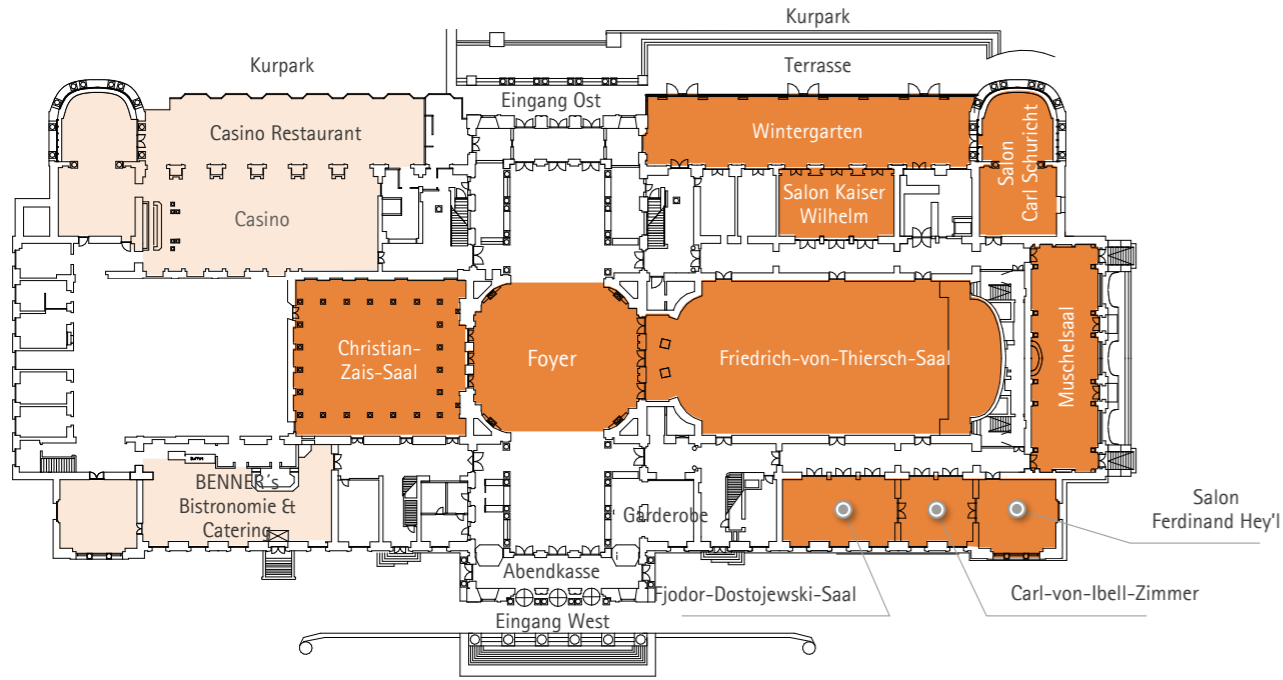 Kurpark
Kurpark
Terrasse
Eingang Ost
Casino Restaurant
Wintergarten
Salon
Carl Schuricht
Salon Kaiser
Wilhelm
Casino
Christian-
Zais-Saal
Foyer
Friedrich-von-Thiersch-Saal
Muschelsaal
BENNER´s
Bistronomie &
Catering
Garderobe
Salon
Ferdinand Hey'l
i
Abendkasse
Fjodor-Dostojewski-Saal
Carl-von-Ibell-Zimmer
Eingang West